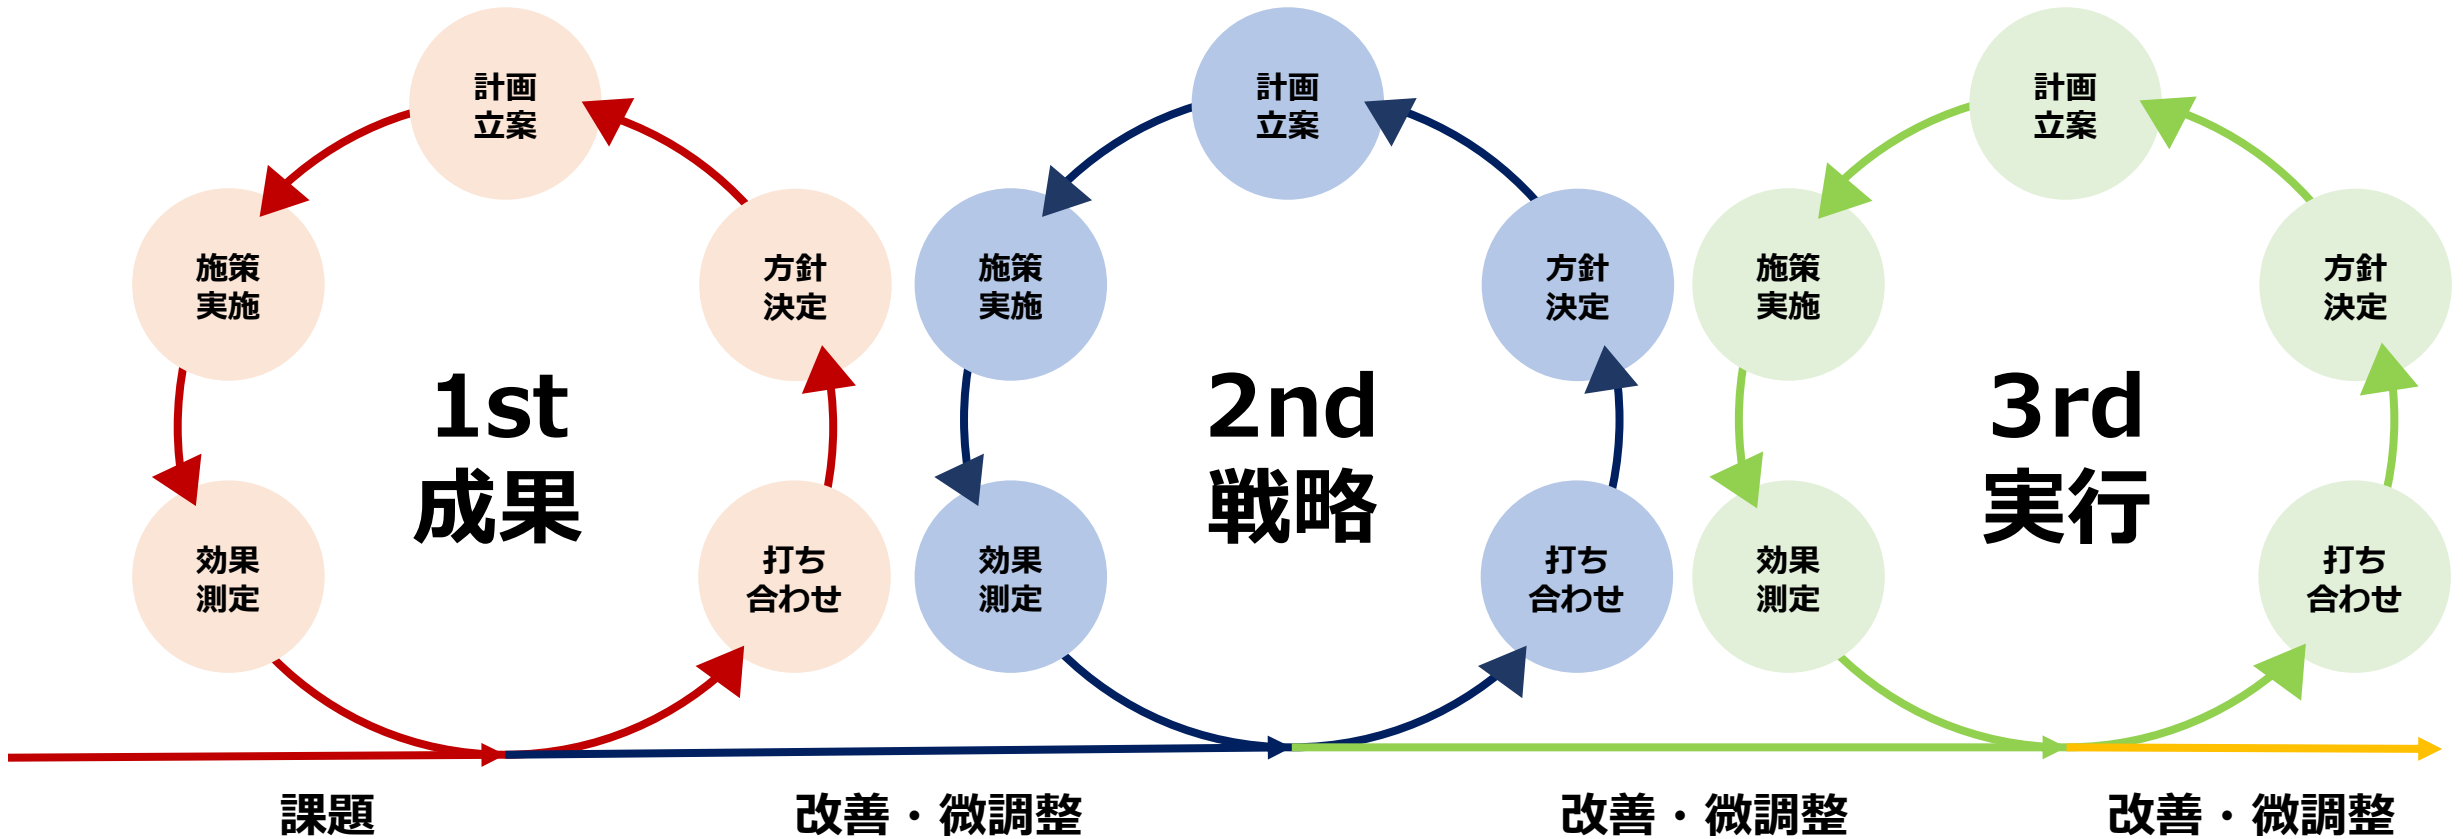 計画
立案
施策
実施
方針
決定
1st
成果
効果
測定
打ち
合わせ
計画
立案
施策
実施
方針
決定
2nd
戦略
効果
測定
打ち
合わせ
計画
立案
施策
実施
方針
決定
3rd
実行
効果
測定
打ち
合わせ
課題
改善・微調整
改善・微調整
改善・微調整